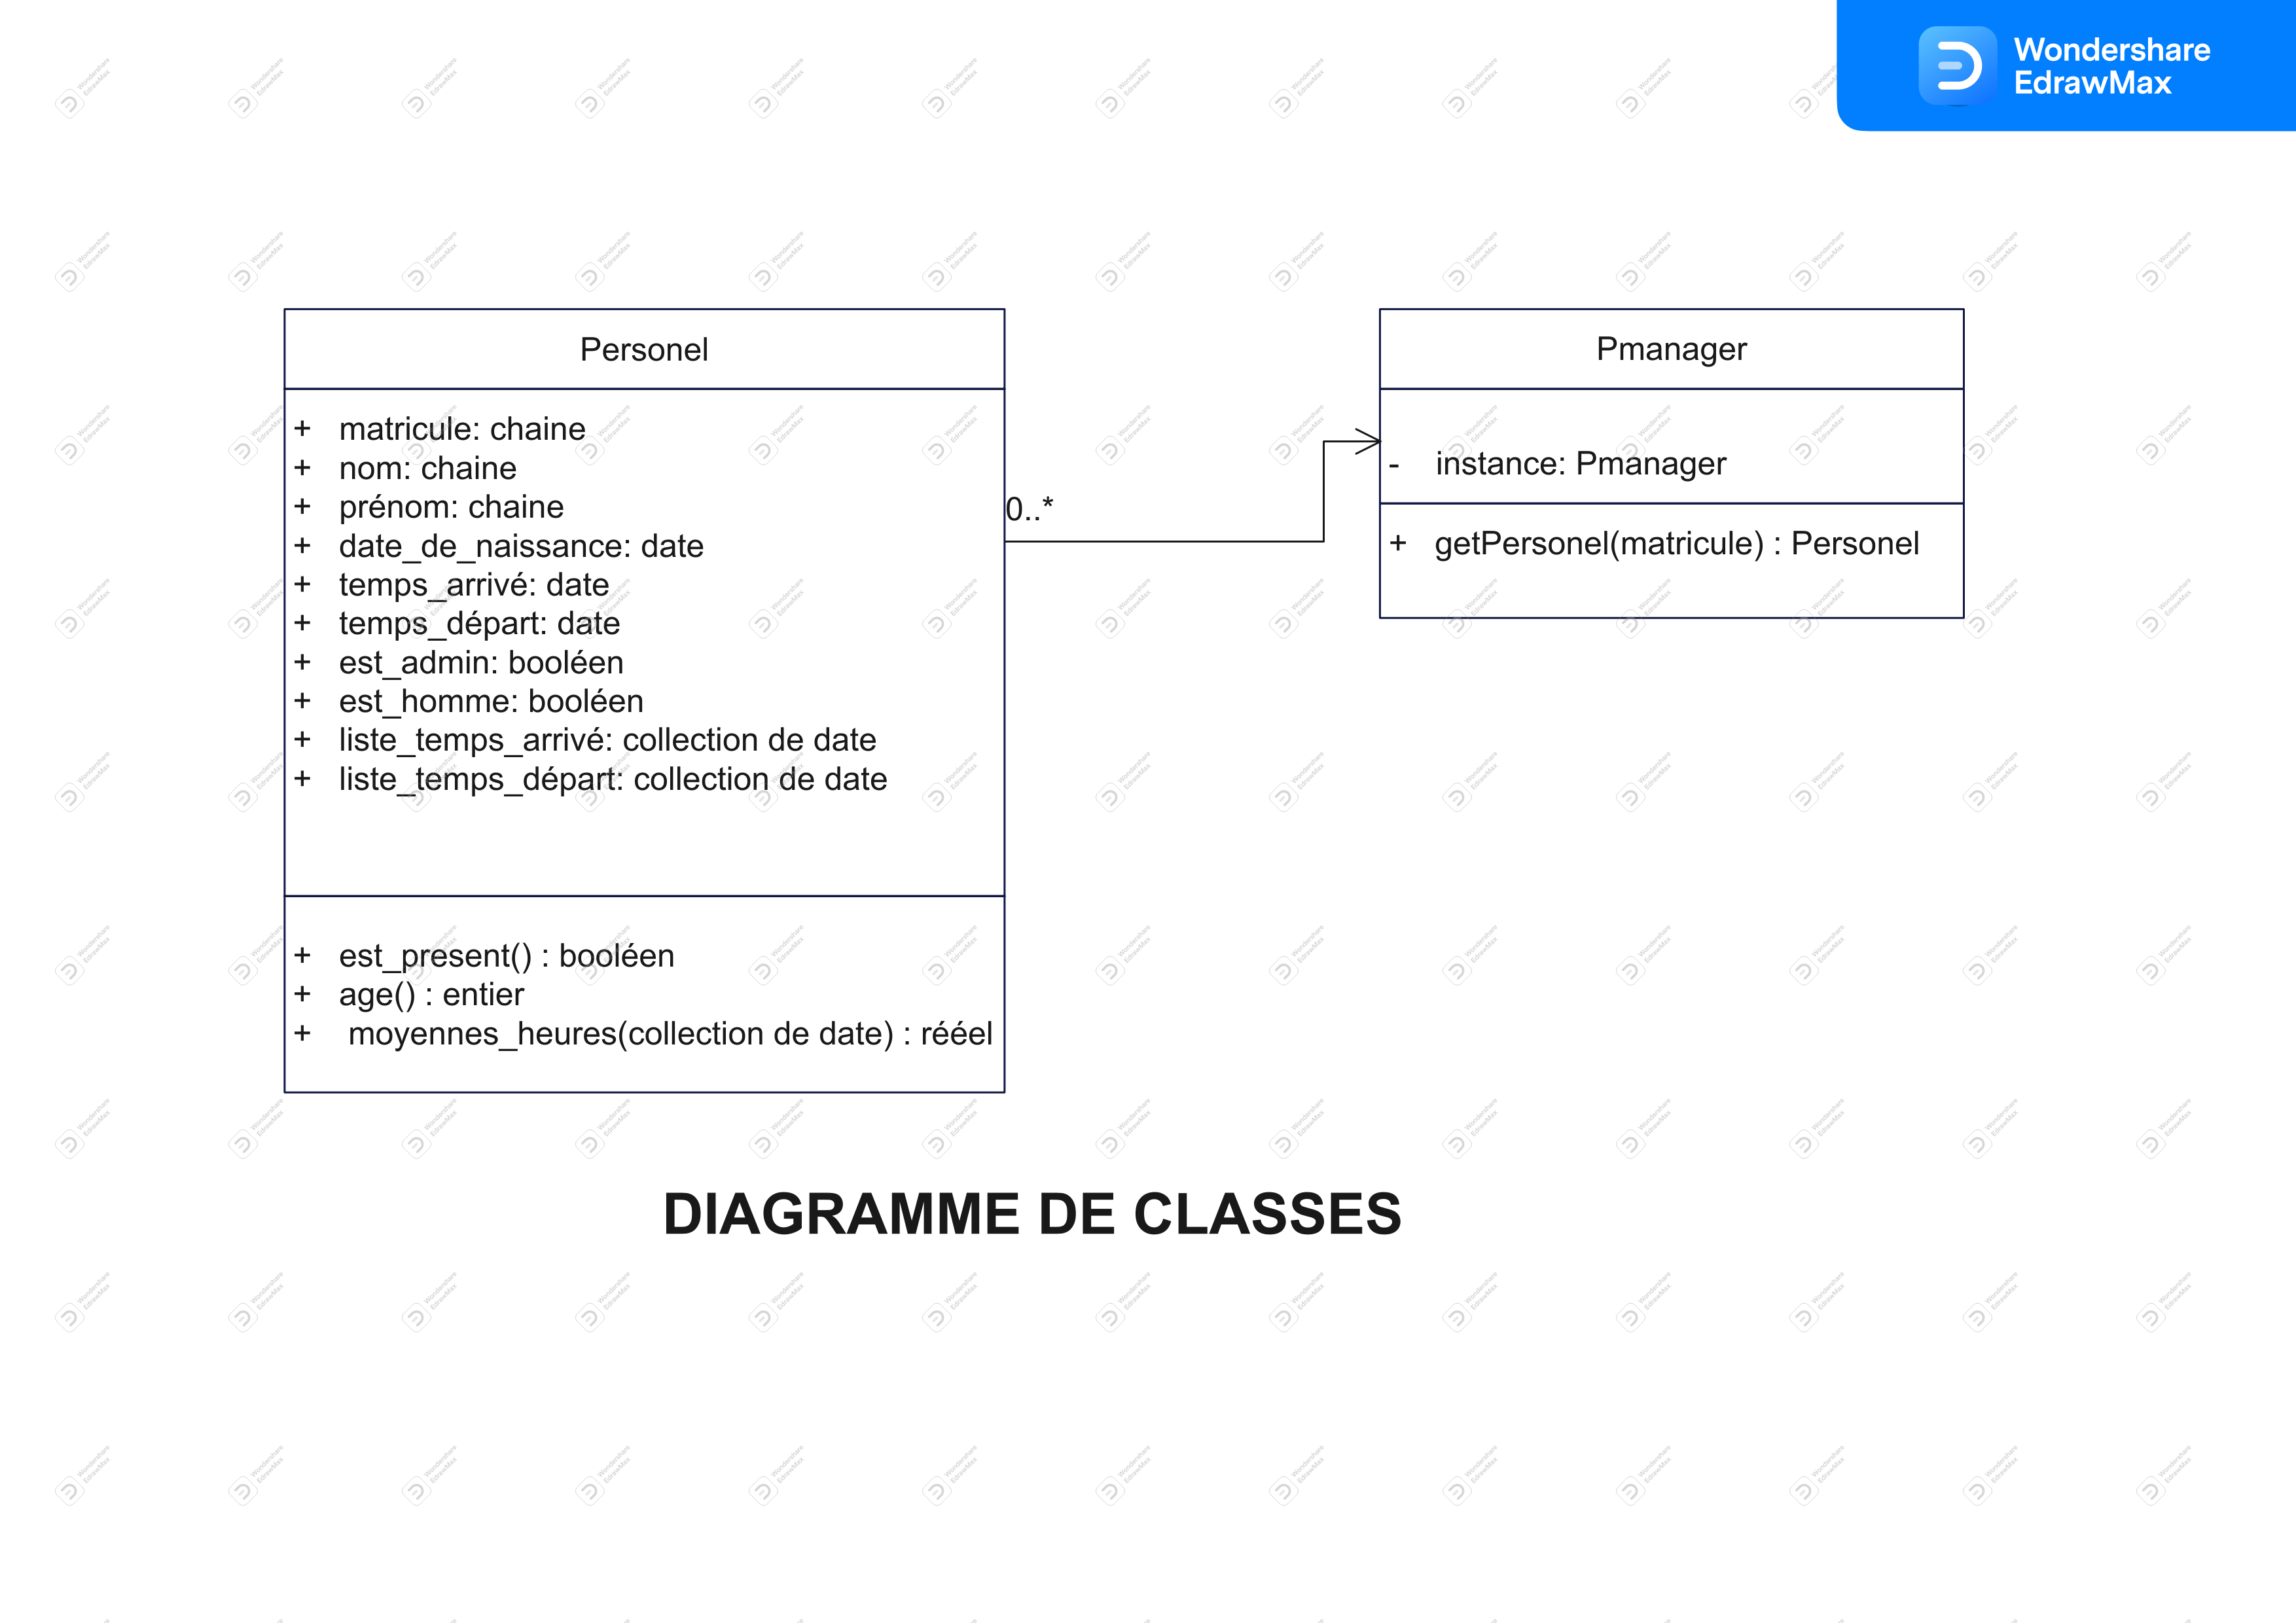 Wondershare
EdrawMax
Personel
+ matricule: chaine
+ nom: chaine
+ prénom: chaine
+ date_de_naissance: date
+ temps_arrivé: date
+ temps_départ: date
+ est_admin: booléen
+ est_homme: booléen
+ liste_temps_arrivé: collection de date
+ liste_temps_départ: collection de date
+ est_present() : booléen
+ age() : entier
+ moyennes_heures(collection de date) : rééel
0..*
Pmanager
- instance: Pmanager
+ getPersonel(matricule) : Personel
DIAGRAMME DE CLASSES